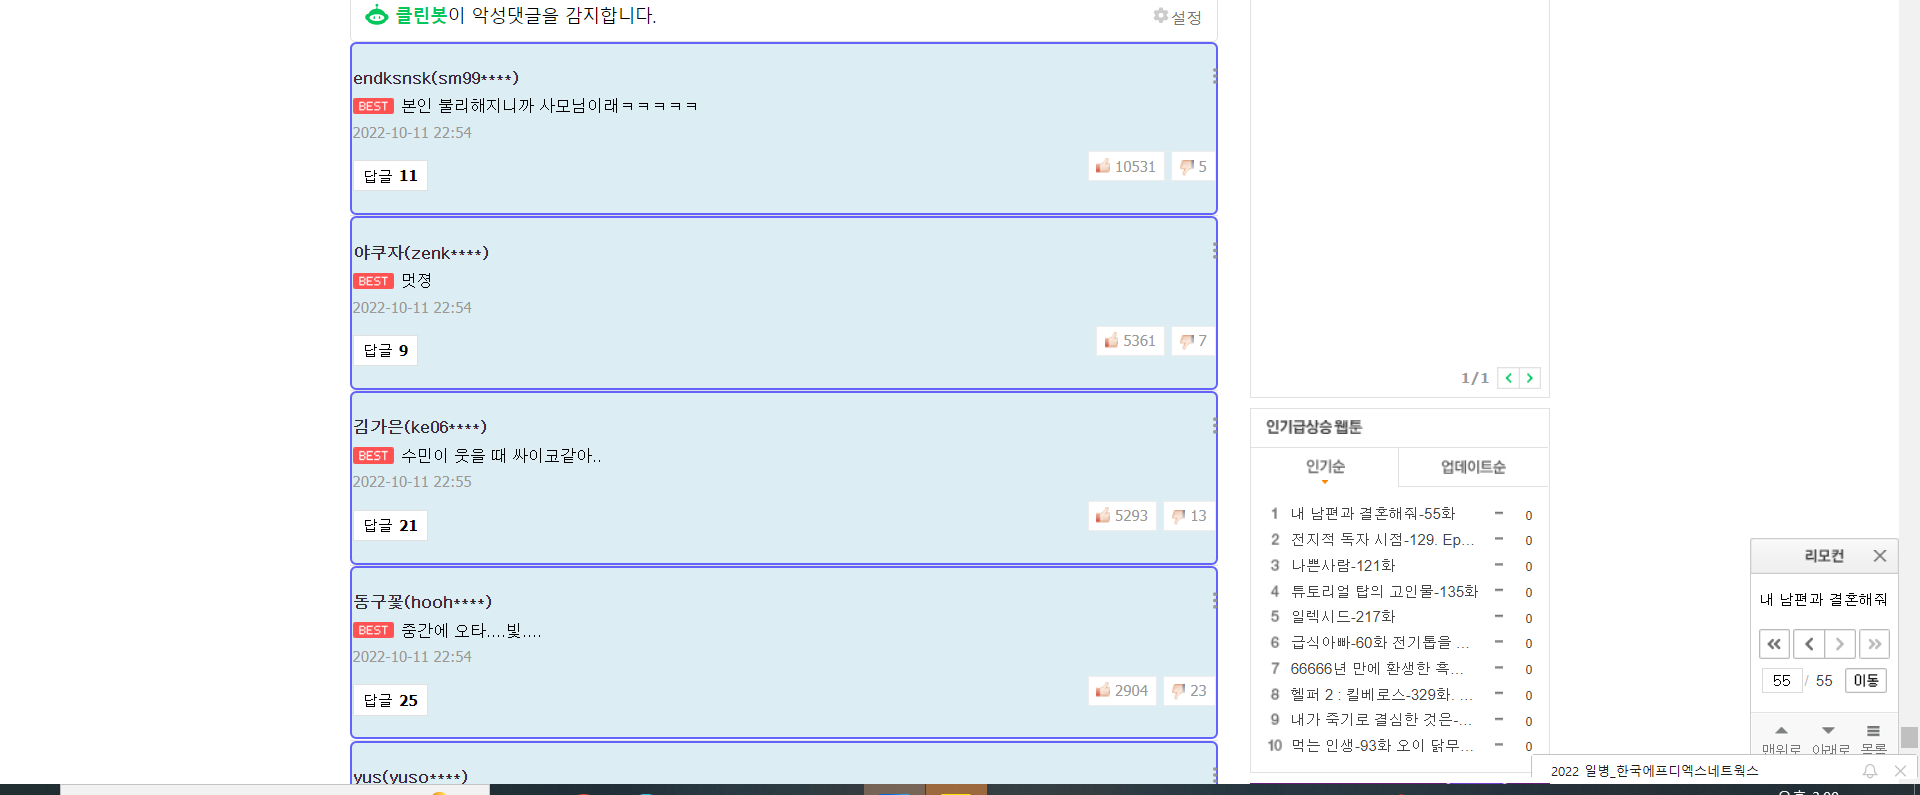 클린봇이 악성댓글을 감지합니다.
설정
endksnsk(sm99****)
BEST 본인 불리해지니까 사모님이래ㅋㅋㅋㅋㅋ
2022-10-11 22:54
답글 11
10531
5
야쿠자(zenk****)
BEST 멋졍
2022-10-11 22:54
답글 9
5361
7
김가은(ke06****)
BEST 수민이 웃을 때 싸이코같아..
2022-10-11 22:55
답글 21
5293
13
동구꽃(hooh****)
BEST 중간에 오타....빛....
2022-10-11 22:54
답글 25
2904
23
yus(yuso****)
1/1
인기급상승 웹툰
인기순
업데이트순
1 내 남편과 결혼해줘-55화 0
2 전지적 독자 시점-129. Ep... 0
3 나쁜사람-121화 0
4 튜토리얼 탑의 고인물-135화 0
5 일렉시드-217화 0
6 급식아빠-60화 전기톱을 ... 0
7 66666년 만에 환생한 흑... 0
8 헬퍼 2 : 킬베로스-329화. ... 0
9 내가 죽기로 결심한 것은-... 0
10 먹는 인생-93화 오이 닭무... 0
리모컨
내 남편과 결혼해줘
55 / 55 이동
맨위로 아래로 목록
2022 일병_한국에프디엑스네트웍스